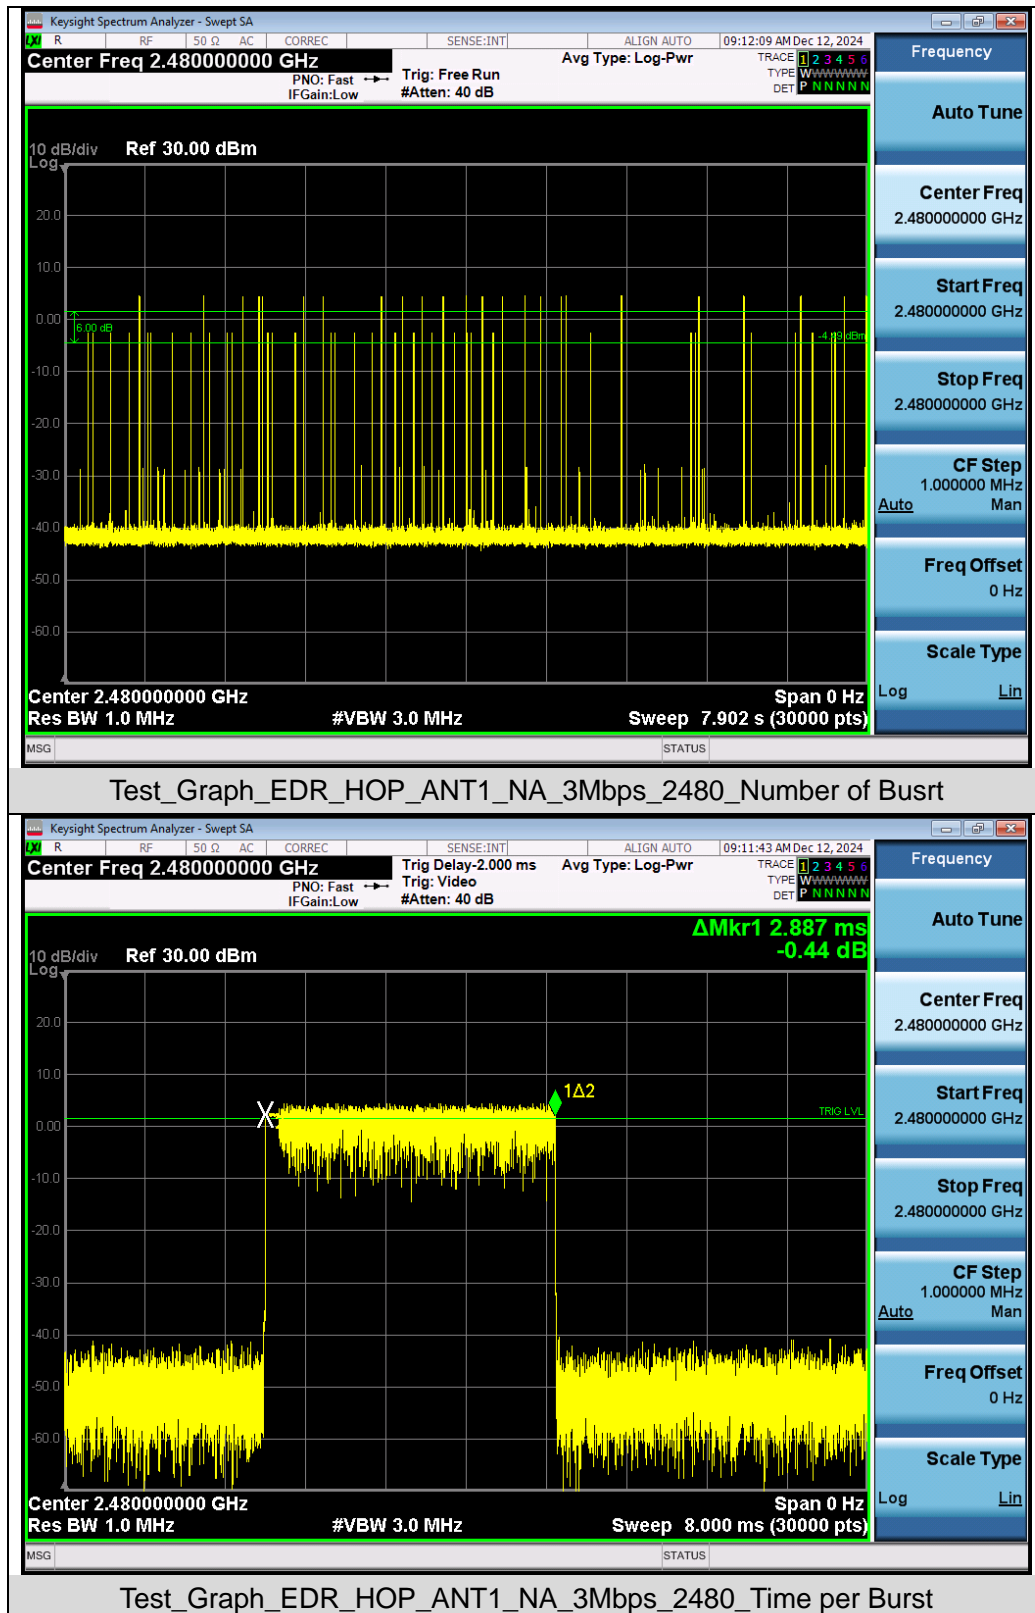 Keysight Spectrum Analyzer - Swept SA
LXI R RF 50 Ω AC CORREC SENSE:INT ALIGN AUTO 09:12:09 AM Dec 12, 2024
Center Freq 2.480000000 GHz Avg Type: Log-Pwr TRACE 1 2 3 4 5 6
PNO: Fast Trig: Free Run TYPE WWWWWW
IFGain:Low #Atten: 40 dB DET P N N N N N
Frequency
Auto Tune
Center Freq
2.480000000 GHz
Start Freq
2.480000000 GHz
Stop Freq
2.480000000 GHz
CF Step
1.000000 MHz
Auto Man
Freq Offset
0 Hz
Scale Type
Log Lin
10 dB/div Ref 30.00 dBm
Log
20.0
10.0
0.00
6.00 dB
-4.49 dBm
-10.0
-20.0
-30.0
-40.0
-50.0
-60.0
Center 2.480000000 GHz Span 0 Hz
Res BW 1.0 MHz #VBW 3.0 MHz Sweep 7.902 s (30000 pts)
MSG STATUS
Test_Graph_EDR_HOP_ANT1_NA_3Mbps_2480_Number of Busrt
Keysight Spectrum Analyzer - Swept SA
LXI R RF 50 Ω AC CORREC SENSE:INT ALIGN AUTO 09:11:43 AM Dec 12, 2024
Center Freq 2.480000000 GHz Trig Delay-2.000 ms Avg Type: Log-Pwr TRACE 1 2 3 4 5 6
PNO: Fast Trig: Video TYPE WWWWWW
IFGain:Low #Atten: 40 dB DET P N N N N N
Frequency
Auto Tune
Center Freq
2.480000000 GHz
Start Freq
2.480000000 GHz
Stop Freq
2.480000000 GHz
CF Step
1.000000 MHz
Auto Man
Freq Offset
0 Hz
Scale Type
Log Lin
ΔMkr1 2.887 ms
-0.44 dB
10 dB/div Ref 30.00 dBm
Log
20.0
10.0
1Δ2
TRIG LVL
0.00
-10.0
-20.0
-30.0
-40.0
-50.0
-60.0
Center 2.480000000 GHz Span 0 Hz
Res BW 1.0 MHz #VBW 3.0 MHz Sweep 8.000 ms (30000 pts)
MSG STATUS
Test_Graph_EDR_HOP_ANT1_NA_3Mbps_2480_Time per Burst